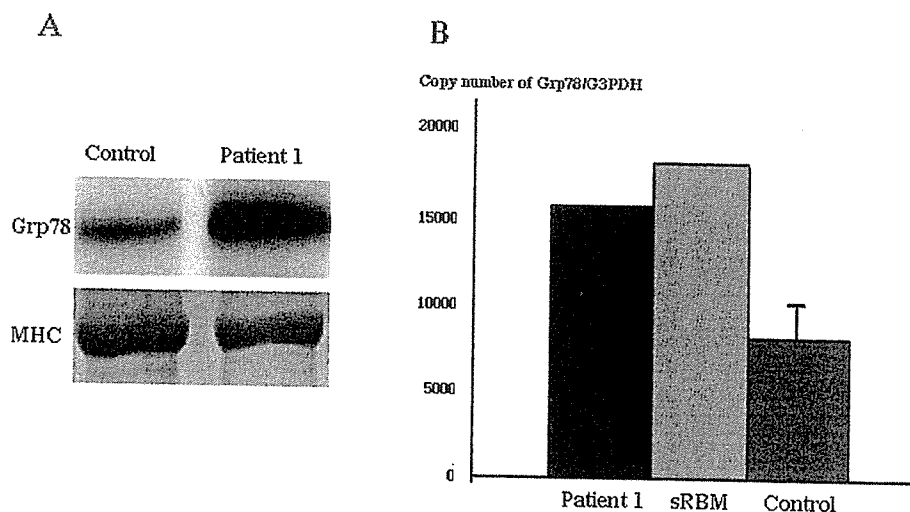 A
Control Patient 1
Grp78
MHC
B
Copy number of Grp78/G3PDH
20000
15000
10000
5000
0
Patient 1 sRBM Control